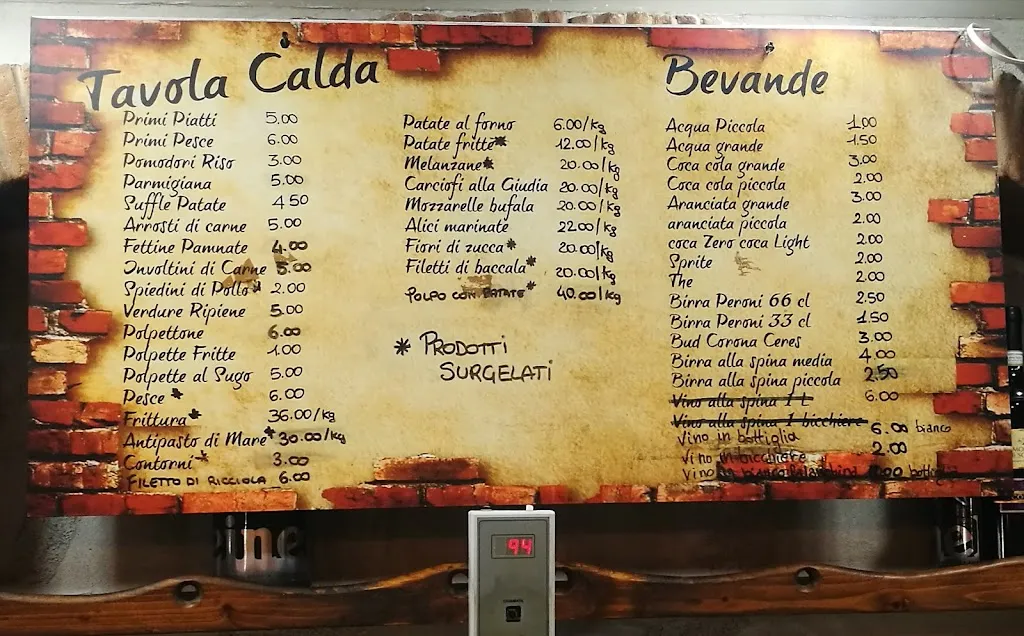 Tavola Calda
Primi Piatti 5.00
Primi Pesce 6.00
Pomodori Riso 3.00
Parmigiana 5.00
Suffle Patate 4 50
Arrosti di carne 5.00
Fettine Pamnate 4.00
Involtini di Carne 5.00
Spiedini di Pollo* 2.00
Verdure Ripiene 5.00
Polpettone 6.00
Polpette Fritte 1.00
Polpette al Sugo 5.00
Pesce * 6.00
Frittura* 36.00/kg
Antipasto di Mare* 30.00/kg
Contorni* 3.00
FILETTO DI RICCIOLA 6.00
Patate al forno 6.00/kg
Patate fritte* 12.00/kg
Melanzane* 20.00/kg
Carciofi alla Giudia 20.00/kg
Mozzarelle bufala 20.00/kg
Alici marinate 22.00/kg
Fiori di zucca* 20.00/kg
Filetti di baccala* 20.00/kg
POLPO CON PATATE* 40.00/kg
* PRODOTTI
SURGELATI
Bevande
Acqua Piccola 1.00
Acqua grande 1.50
Coca cola grande 3.00
Coca cola piccola 2.00
Aranciata grande 3.00
aranciata piccola 2.00
coca Zero coca Light 2.00
Sprite 2.00
The 2.00
Birra Peroni 66 cl 2.50
Birra Peroni 33 cl 1.50
Bud Corona Ceres 3.00
Birra alla spina media 4.00
Birra alla spina piccola 2.50
Vino alla spina 1 L 6.00
Vino alla spina 1 bicchiere
Vino in bottiglia 6.00 bianco
Vino in bicchiere 2.00
Vino in bianco
94